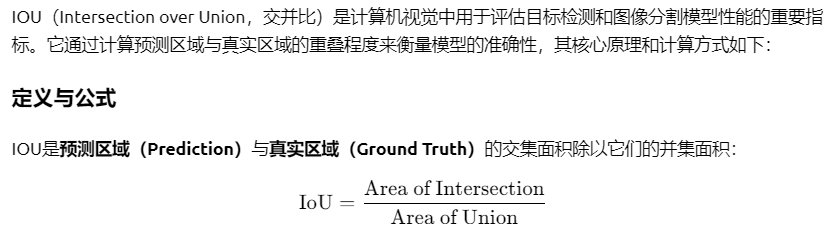 IOU（Intersection over Union，交并比）是计算机视觉中用于评估目标检测和图像分割模型性能的重要指
标。它通过计算预测区域与真实区域的重叠程度来衡量模型的准确性，其核心原理和计算方式如下：
定义与公式
IOU是预测区域（Prediction）与真实区域（Ground Truth）的交集面积除以它们的并集面积：
IoU = Area of Intersection / Area of Union